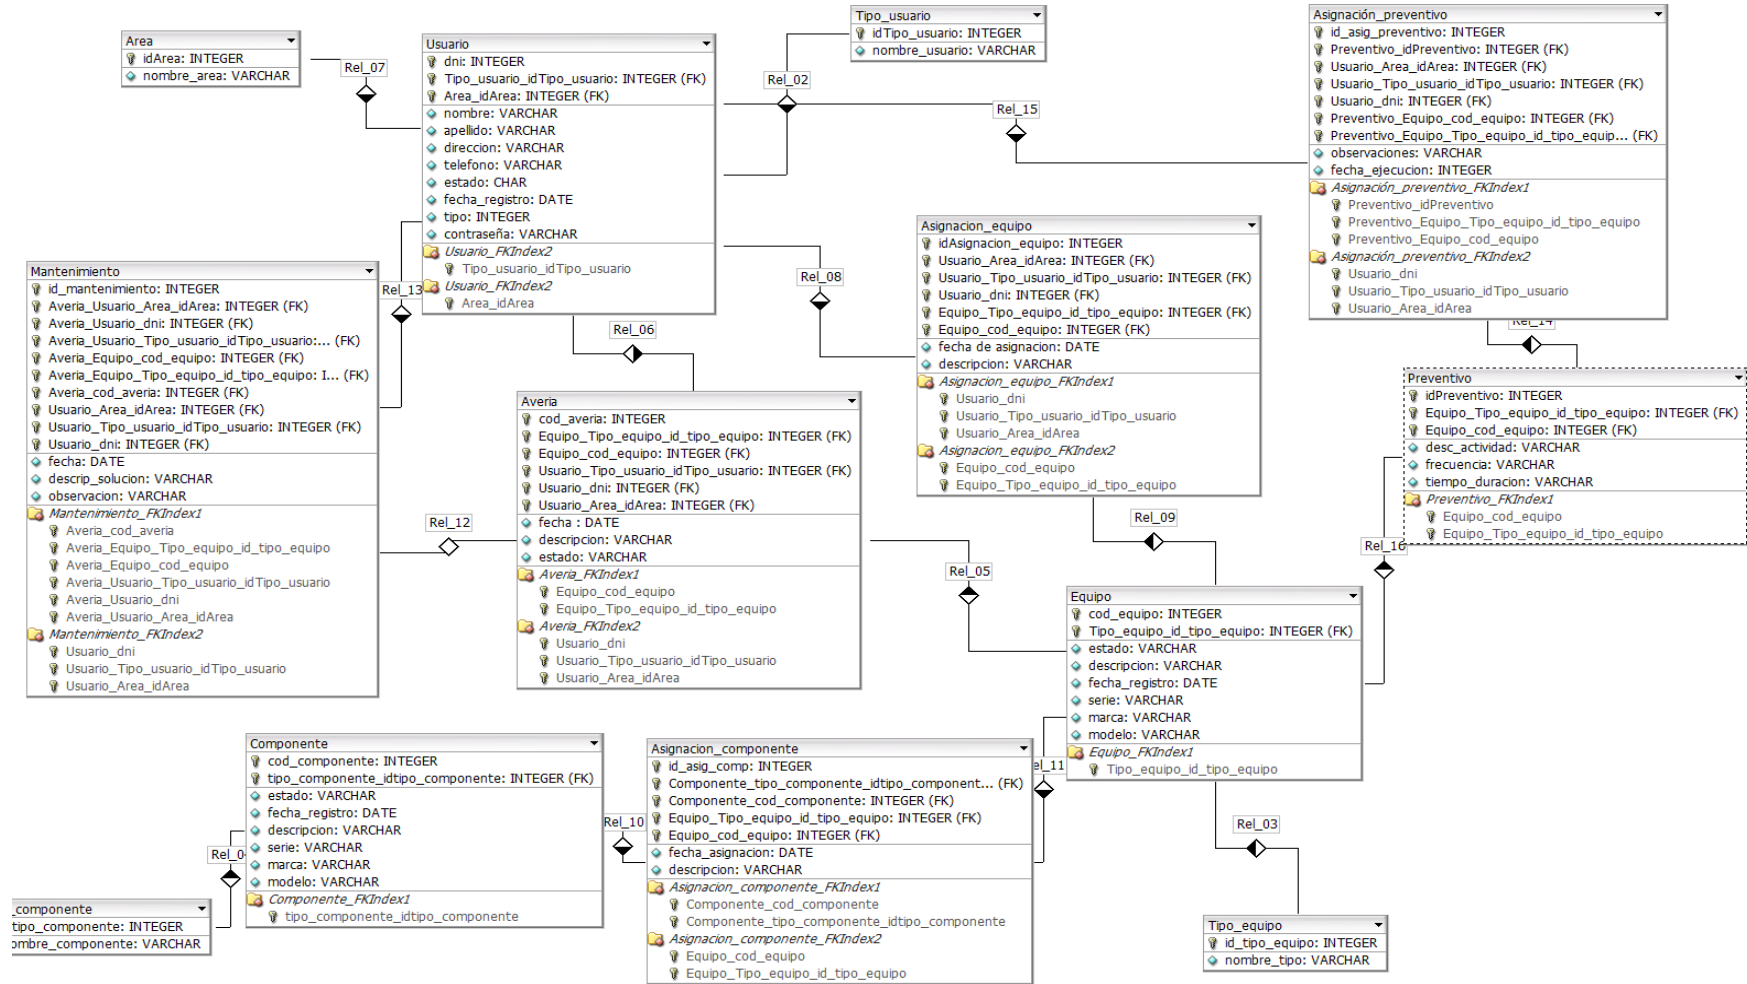 Area
idArea: INTEGER
nombre_area: VARCHAR
Rel_07
Usuario
dni: INTEGER
Tipo_usuario_idTipo_usuario: INTEGER (FK)
Area_idArea: INTEGER (FK)
nombre: VARCHAR
apellido: VARCHAR
direccion: VARCHAR
telefono: VARCHAR
estado: CHAR
fecha_registro: DATE
tipo: INTEGER
contraseña: VARCHAR
Usuario_FKIndex2
Tipo_usuario_idTipo_usuario
Usuario_FKIndex2
Area_idArea
Rel_02
Tipo_usuario
idTipo_usuario: INTEGER
nombre_usuario: VARCHAR
Rel_15
Asignación_preventivo
id_asig_preventivo: INTEGER
Preventivo_idPreventivo: INTEGER (FK)
Usuario_Area_idArea: INTEGER (FK)
Usuario_Tipo_usuario_idTipo_usuario: INTEGER (FK)
Usuario_dni: INTEGER (FK)
Preventivo_Equipo_cod_equipo: INTEGER (FK)
Preventivo_Equipo_Tipo_equipo_id_tipo_equip... (FK)
observaciones: VARCHAR
fecha_ejecucion: INTEGER
Asignación_preventivo_FKIndex1
Preventivo_idPreventivo
Preventivo_Equipo_Tipo_equipo_id_tipo_equipo
Preventivo_Equipo_cod_equipo
Asignación_preventivo_FKIndex2
Usuario_dni
Usuario_Tipo_usuario_idTipo_usuario
Usuario_Area_idArea
Rel_14
Mantenimiento
id_mantenimiento: INTEGER
Averia_Usuario_Area_idArea: INTEGER (FK)
Averia_Usuario_dni: INTEGER (FK)
Averia_Usuario_Tipo_usuario_idTipo_usuario:... (FK)
Averia_Equipo_cod_equipo: INTEGER (FK)
Averia_Equipo_Tipo_equipo_id_tipo_equipo: I... (FK)
Averia_cod_averia: INTEGER (FK)
Usuario_Area_idArea: INTEGER (FK)
Usuario_Tipo_usuario_idTipo_usuario: INTEGER (FK)
Usuario_dni: INTEGER (FK)
fecha: DATE
descrip_solucion: VARCHAR
observacion: VARCHAR
Mantenimiento_FKIndex1
Averia_cod_averia
Averia_Equipo_Tipo_equipo_id_tipo_equipo
Averia_Equipo_cod_equipo
Averia_Usuario_Tipo_usuario_idTipo_usuario
Averia_Usuario_dni
Averia_Usuario_Area_idArea
Mantenimiento_FKIndex2
Usuario_dni
Usuario_Tipo_usuario_idTipo_usuario
Usuario_Area_idArea
Rel_13
Rel_06
Rel_08
Asignacion_equipo
idAsignacion_equipo: INTEGER
Usuario_Area_idArea: INTEGER (FK)
Usuario_Tipo_usuario_idTipo_usuario: INTEGER (FK)
Usuario_dni: INTEGER (FK)
Equipo_Tipo_equipo_id_tipo_equipo: INTEGER (FK)
Equipo_cod_equipo: INTEGER (FK)
fecha de asignacion: DATE
descripcion: VARCHAR
Asignacion_equipo_FKIndex1
Usuario_dni
Usuario_Tipo_usuario_idTipo_usuario
Usuario_Area_idArea
Asignacion_equipo_FKIndex2
Equipo_cod_equipo
Equipo_Tipo_equipo_id_tipo_equipo
Preventivo
idPreventivo: INTEGER
Equipo_Tipo_equipo_id_tipo_equipo: INTEGER (FK)
Equipo_cod_equipo: INTEGER (FK)
desc_actividad: VARCHAR
frecuencia: VARCHAR
tiempo_duracion: VARCHAR
Preventivo_FKIndex1
Equipo_cod_equipo
Equipo_Tipo_equipo_id_tipo_equipo
Averia
cod_averia: INTEGER
Equipo_Tipo_equipo_id_tipo_equipo: INTEGER (FK)
Equipo_cod_equipo: INTEGER (FK)
Usuario_Tipo_usuario_idTipo_usuario: INTEGER (FK)
Usuario_dni: INTEGER (FK)
Usuario_Area_idArea: INTEGER (FK)
fecha : DATE
descripcion: VARCHAR
estado: VARCHAR
Averia_FKIndex1
Equipo_cod_equipo
Equipo_Tipo_equipo_id_tipo_equipo
Averia_FKIndex2
Usuario_dni
Usuario_Tipo_usuario_idTipo_usuario
Usuario_Area_idArea
Rel_12
Rel_05
Rel_09
Rel_16
Equipo
cod_equipo: INTEGER
Tipo_equipo_id_tipo_equipo: INTEGER (FK)
estado: VARCHAR
descripcion: VARCHAR
fecha_registro: DATE
serie: VARCHAR
marca: VARCHAR
modelo: VARCHAR
Equipo_FKIndex1
Tipo_equipo_id_tipo_equipo
Componente
cod_componente: INTEGER
tipo_componente_idtipo_componente: INTEGER (FK)
estado: VARCHAR
fecha_registro: DATE
descripcion: VARCHAR
serie: VARCHAR
marca: VARCHAR
modelo: VARCHAR
Componente_FKIndex1
tipo_componente_idtipo_componente
Rel_0
_componente
tipo_componente: INTEGER
ombre_componente: VARCHAR
Rel_10
Asignacion_componente
id_asig_comp: INTEGER
Componente_tipo_componente_idtipo_component... (FK)
Componente_cod_componente: INTEGER (FK)
Equipo_Tipo_equipo_id_tipo_equipo: INTEGER (FK)
Equipo_cod_equipo: INTEGER (FK)
fecha_asignacion: DATE
descripcion: VARCHAR
Asignacion_componente_FKIndex1
Componente_cod_componente
Componente_tipo_componente_idtipo_componente
Asignacion_componente_FKIndex2
Equipo_cod_equipo
Equipo_Tipo_equipo_id_tipo_equipo
el_11
Rel_03
Tipo_equipo
id_tipo_equipo: INTEGER
nombre_tipo: VARCHAR